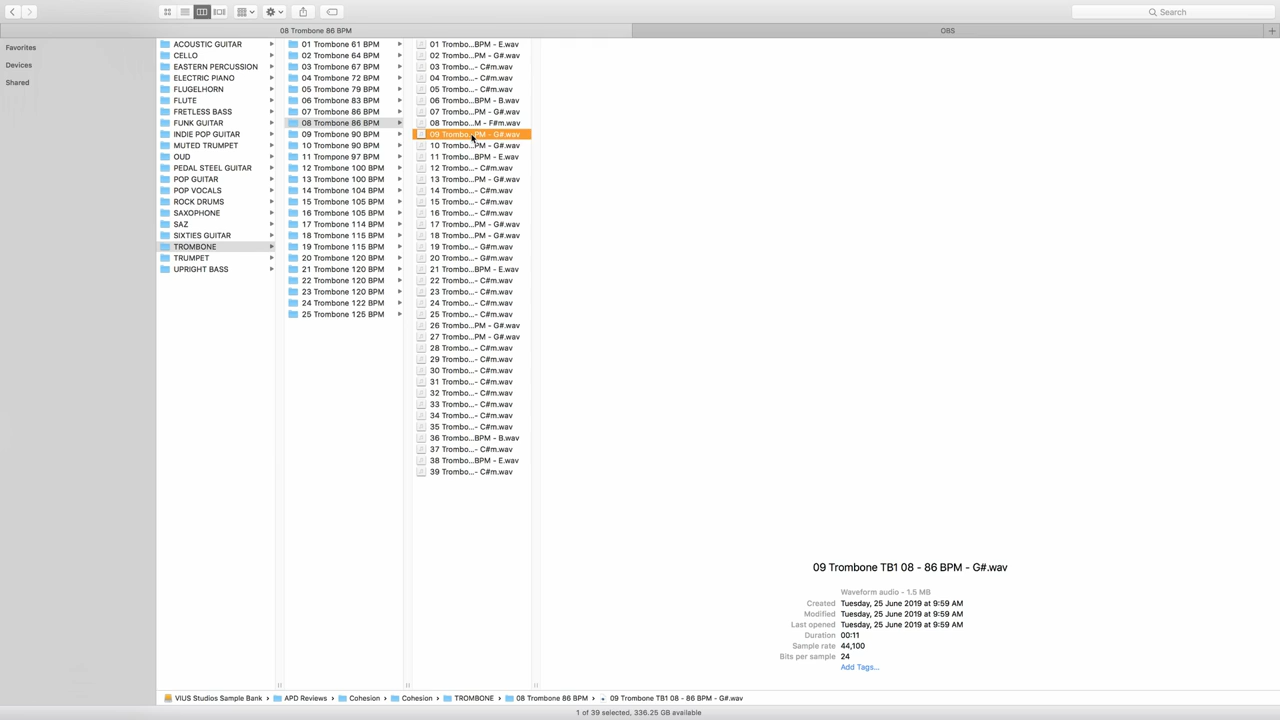 Search
08 Trombone 86 BPM
OBS
Favorites
Devices
Shared
ACOUSTIC GUITAR
CELLO
EASTERN PERCUSSION
ELECTRIC PIANO
FLUGELHORN
FLUTE
FRETLESS BASS
FUNK GUITAR
INDIE POP GUITAR
MUTED TRUMPET
OUD
PEDAL STEEL GUITAR
POP GUITAR
POP VOCALS
ROCK DRUMS
SAXOPHONE
SAZ
SIXTIES GUITAR
TROMBONE
TRUMPET
UPRIGHT BASS
01 Trombone 61 BPM
02 Trombone 64 BPM
03 Trombone 67 BPM
04 Trombone 72 BPM
05 Trombone 79 BPM
06 Trombone 83 BPM
07 Trombone 86 BPM
08 Trombone 86 BPM
09 Trombone 90 BPM
10 Trombone 90 BPM
11 Trompone 97 BPM
12 Trombone 100 BPM
13 Trombone 100 BPM
14 Trombone 104 BPM
15 Trombone 105 BPM
16 Trombone 105 BPM
17 Trombone 114 BPM
18 Trombone 115 BPM
19 Trombone 115 BPM
20 Trombone 120 BPM
21 Trombone 120 BPM
22 Trombone 120 BPM
23 Trombone 120 BPM
24 Trombone 122 BPM
25 Trombone 125 BPM
01 Trombo...BPM - E.wav
02 Trombo...PM - G#.wav
03 Trombo...- C#m.wav
04 Trombo...- C#m.wav
05 Trombo...- C#m.wav
06 Trombo...BPM - B.wav
07 Trombo...PM - G#.wav
08 Trombo...M - F#m.wav
09 Trombo...PM - G#.wav
10 Trombo...PM - G#.wav
11 Trombo...BPM - E.wav
12 Trombo...- C#m.wav
13 Trombo...PM - G#.wav
14 Trombo...- C#m.wav
15 Trombo...- C#m.wav
16 Trombo...- C#m.wav
17 Trombo...PM - G#.wav
18 Trombo...PM - G#.wav
19 Trombo...- G#m.wav
20 Trombo...- G#m.wav
21 Trombo...BPM - E.wav
22 Trombo...- C#m.wav
23 Trombo...- C#m.wav
24 Trombo...- C#m.wav
25 Trombo...- C#m.wav
26 Trombo...PM - G#.wav
27 Trombo...PM - G#.wav
28 Trombo...- C#m.wav
29 Trombo...- C#m.wav
30 Trombo...- C#m.wav
31 Trombo...- C#m.wav
32 Trombo...- C#m.wav
33 Trombo...- C#m.wav
34 Trombo...- C#m.wav
35 Trombo...- C#m.wav
36 Trombo...BPM - B.wav
37 Trombo...- C#m.wav
38 Trombo...BPM - E.wav
39 Trombo...- C#m.wav
09 Trombone TB1 08 - 86 BPM - G#.wav
Waveform audio - 1.5 MB
Created Tuesday, 25 June 2019 at 9:59 AM
Modified Tuesday, 25 June 2019 at 9:59 AM
Last opened Tuesday, 25 June 2019 at 9:59 AM
Duration 00:11
Sample rate 44,100
Bits per sample 24
Add Tags...
VIUS Studios Sample Bank APD Reviews Cohesion Cohesion TROMBONE 08 Trombone 86 BPM 09 Trombone TB1 08 - 86 BPM - G#.wav
1 of 39 selected, 336.25 GB available